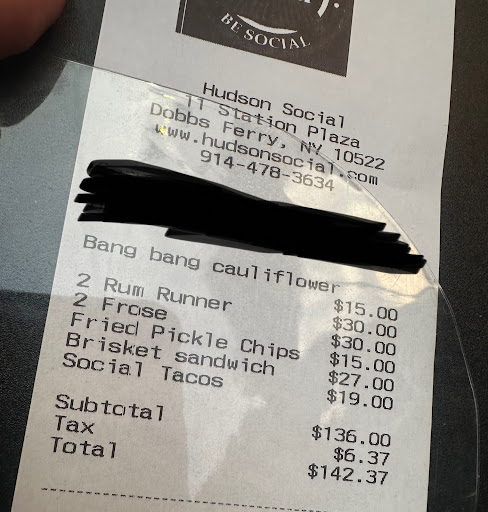 BE SOCIAL
Hudson Social
11 Station Plaza
Dobbs Ferry, NY 10522
www.hudsonsocial.com
914-478-3634
Bang bang cauliflower $15.00
2 Rum Runner $30.00
2 Frose $30.00
Fried Pickle Chips $15.00
Brisket sandwich $27.00
Social Tacos $19.00
Subtotal $136.00
Tax $6.37
Total $142.37